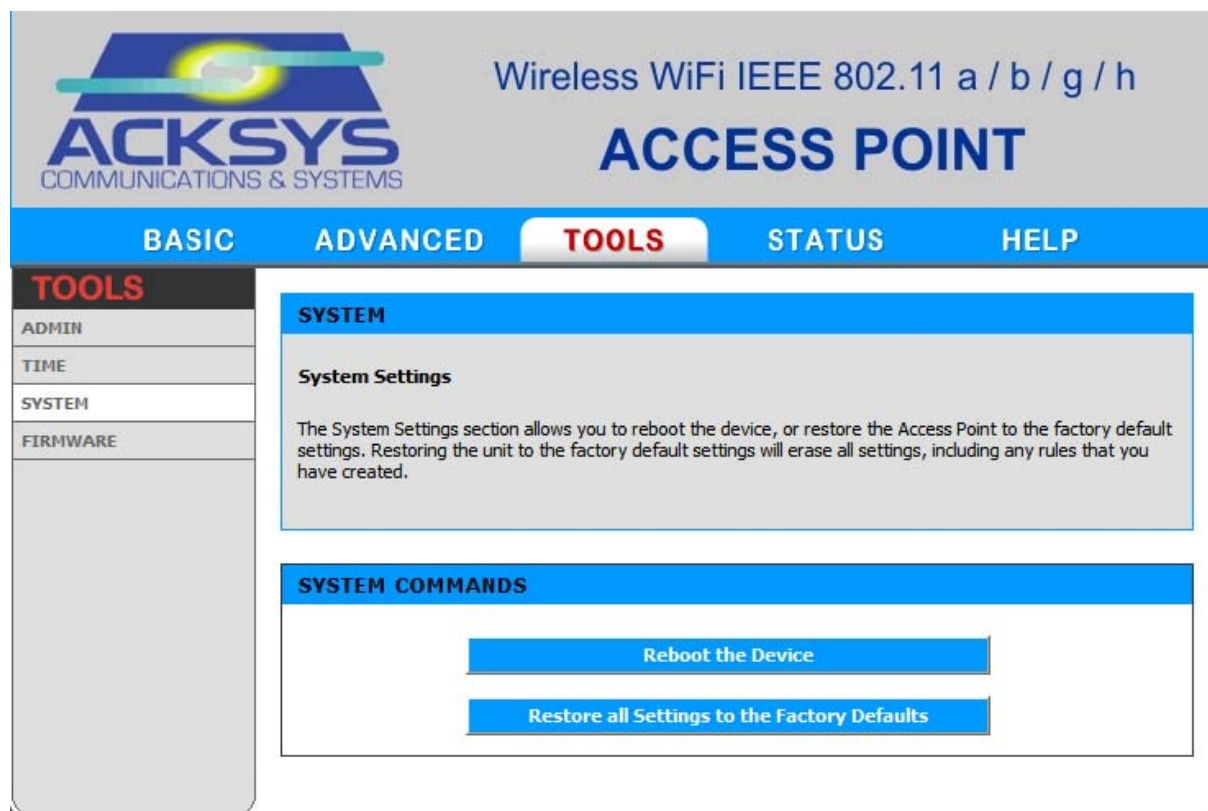 ACKSYS
COMMUNICATIONS & SYSTEMS
Wireless WiFi IEEE 802.11 a / b / g / h
ACCESS POINT
BASIC ADVANCED TOOLS STATUS HELP
TOOLS
ADMIN
TIME
SYSTEM
FIRMWARE
SYSTEM
System Settings
The System Settings section allows you to reboot the device, or restore the Access Point to the factory default
settings. Restoring the unit to the factory default settings will erase all settings, including any rules that you
have created.
SYSTEM COMMANDS
Reboot the Device
Restore all Settings to the Factory Defaults